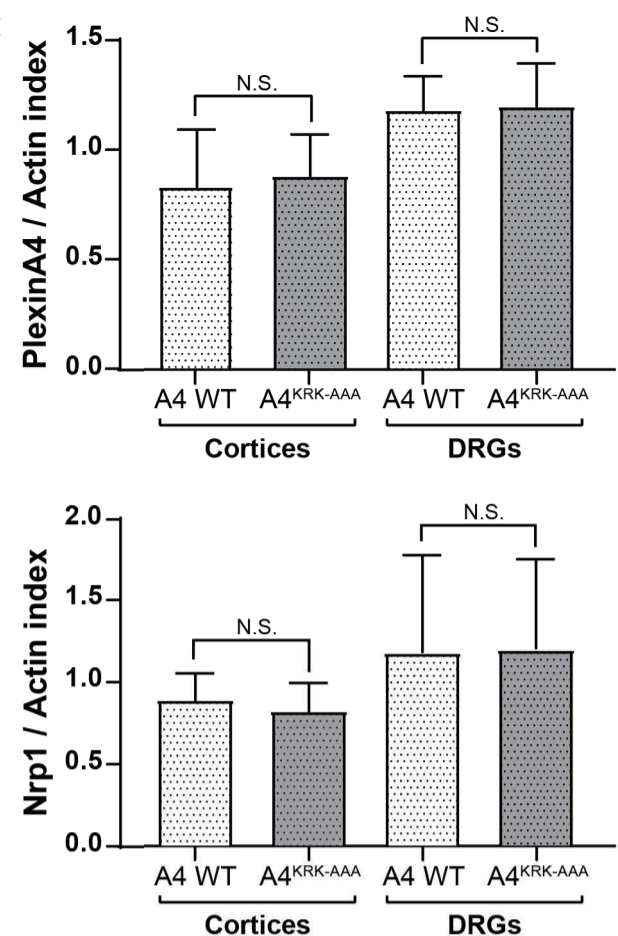 PlexinA4 / Actin index
1.5
1.0
0.5
0.0
N.S.
N.S.
A4 WT A4KRK-AAA A4 WT A4KRK-AAA
Cortices DRGs
Nrp1 / Actin index
2.0
1.5
1.0
0.5
0.0
N.S.
N.S.
A4 WT A4KRK-AAA A4 WT A4KRK-AAA
Cortices DRGs